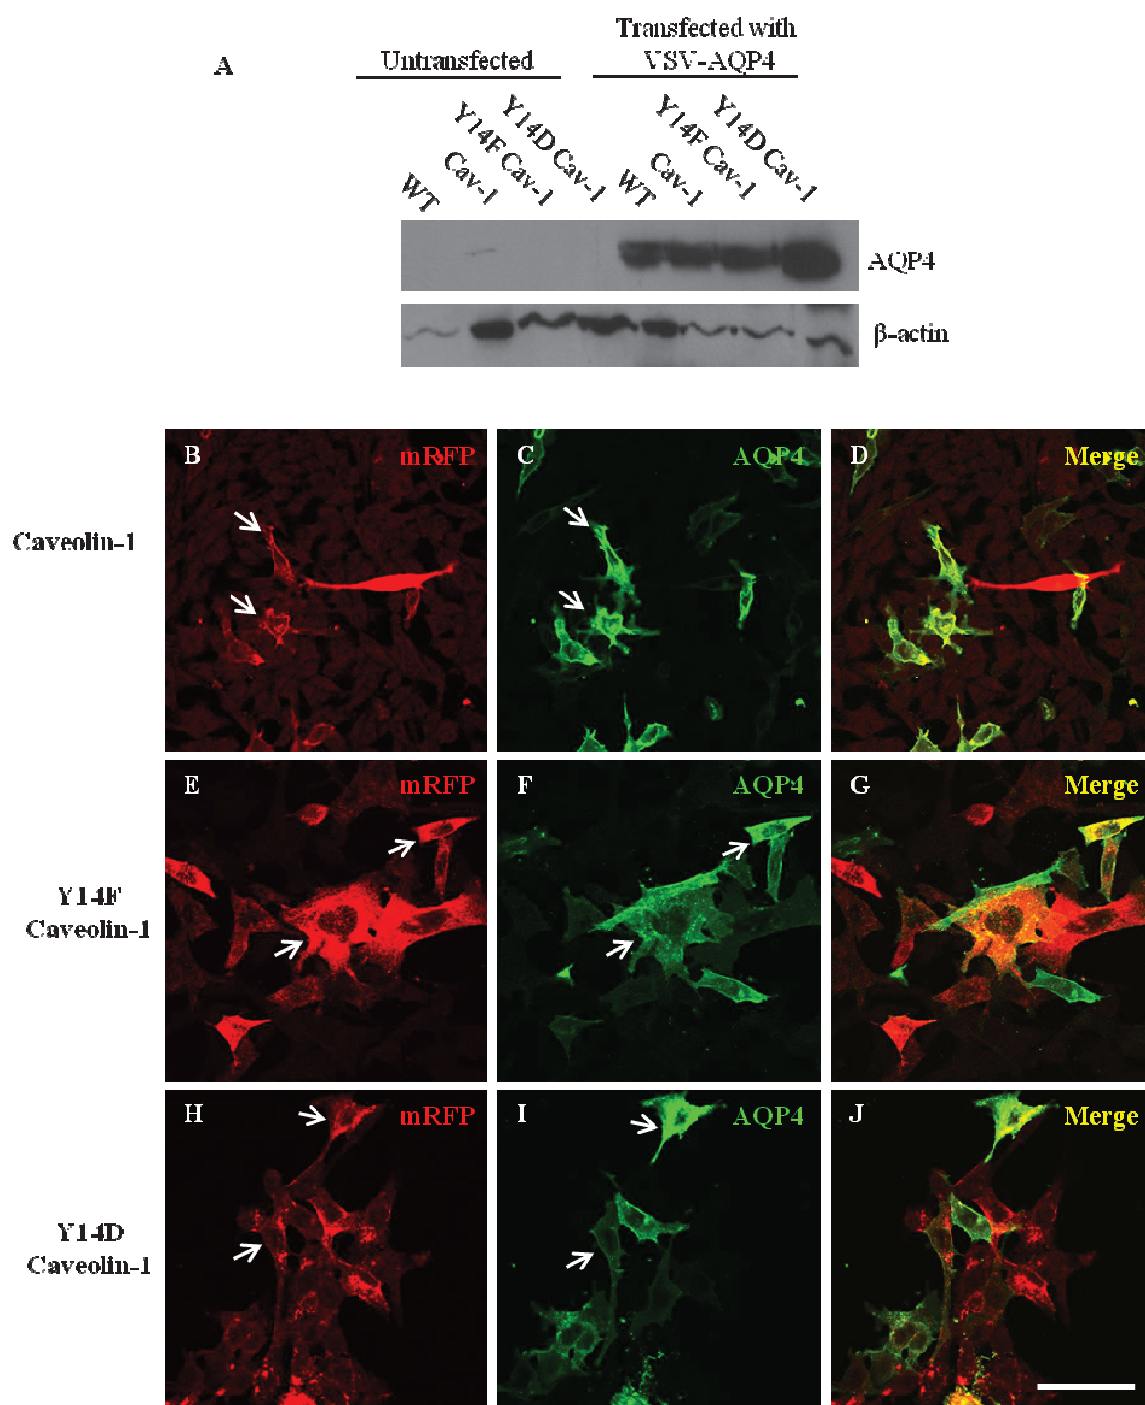 A
Untransfected
Transfected with
VSV-AQP4
WT
Cav-1
Y14F Cav-1
Y14D Cav-1
WT
Cav-1
Y14F Cav-1
Y14D Cav-1
AQP4
β-actin
B mRFP
C AQP4
D Merge
Caveolin-1
E mRFP
F AQP4
G Merge
Y14F
Caveolin-1
H mRFP
I AQP4
J Merge
Y14D
Caveolin-1